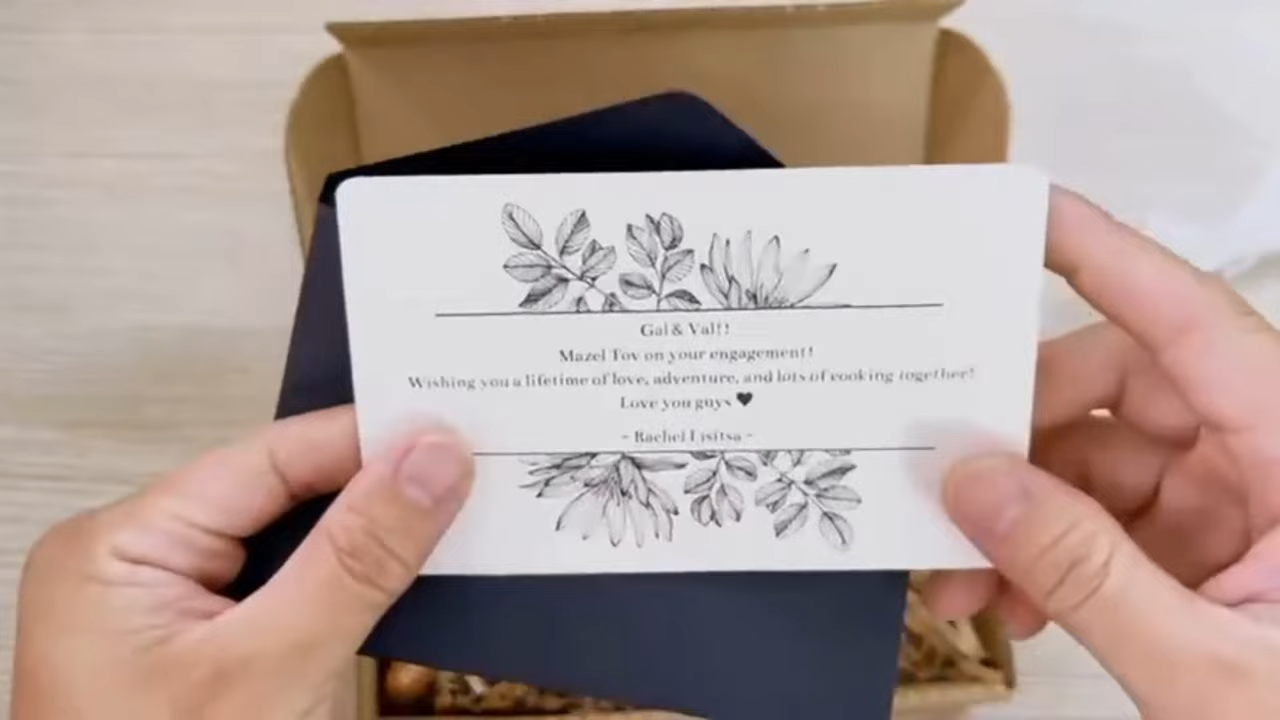 Gal & Val!!
Mazel Tov on your engagement!
Wishing you a lifetime of love, adventure, and lots of cooking together!
Love you guys ♥
~ Rachel Lisitsa ~